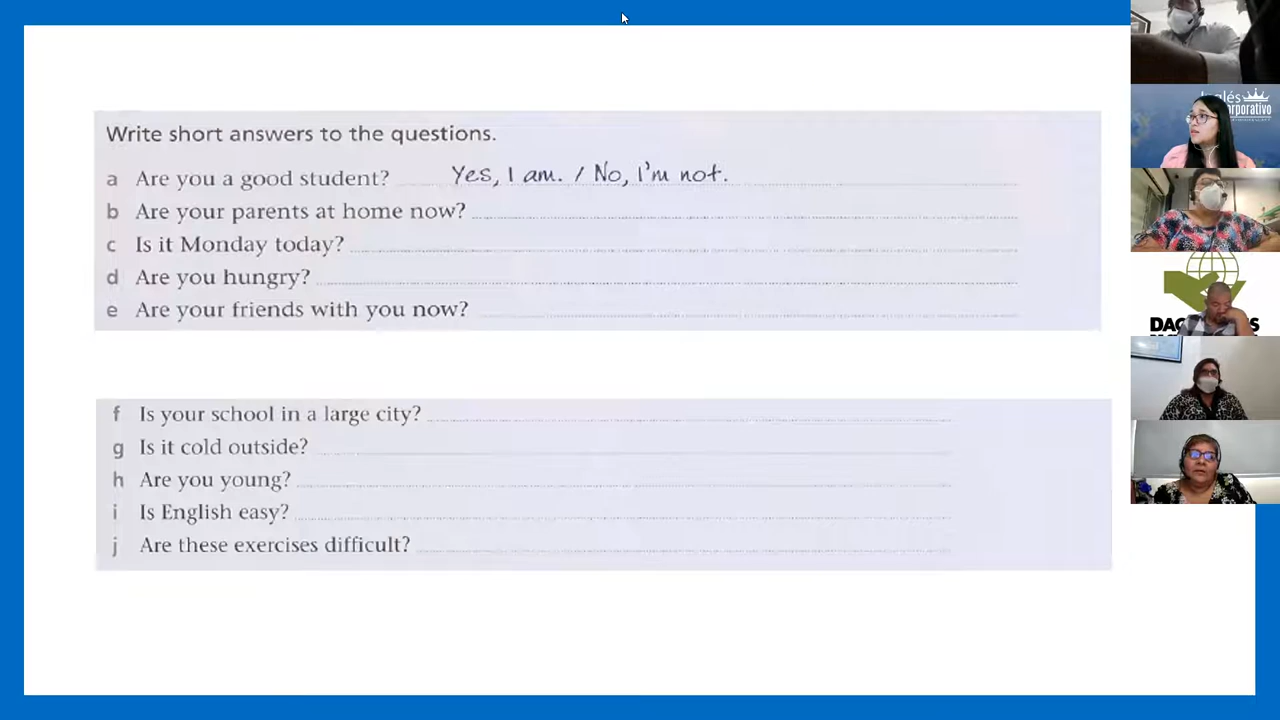 Write short answers to the questions.
a Are you a good student? Yes, I am. / No, I'm not.
b Are your parents at home now?
c Is it Monday today?
d Are you hungry?
e Are your friends with you now?
f Is your school in a large city?
g Is it cold outside?
h Are you young?
i Is English easy?
j Are these exercises difficult?